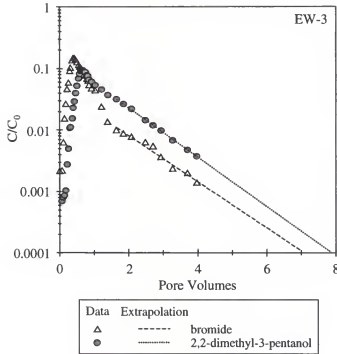 EW-3
1
0.1
0.01
0.001
0.0001
C/C0
0 2 4 6 8
Pore Volumes
Data Extrapolation
bromide
2,2-dimethyl-3-pentanol